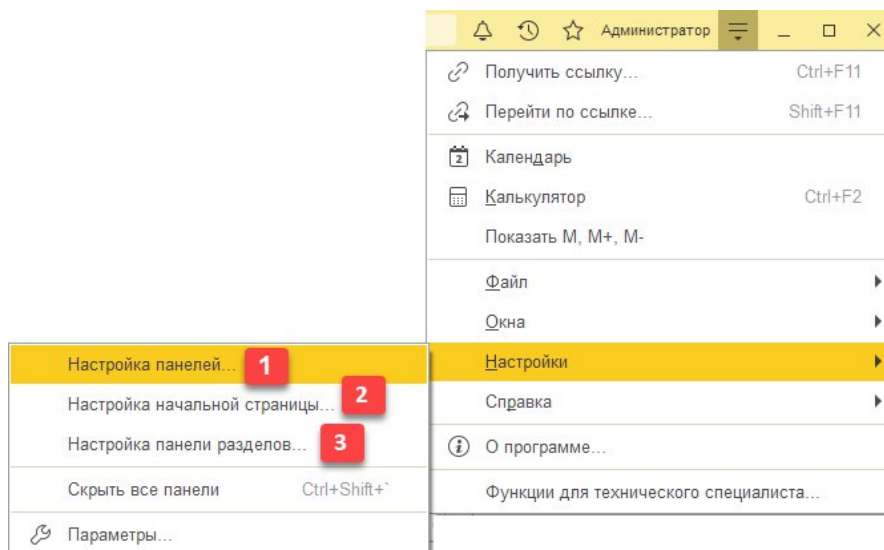 Администратор
Получить ссылку... Ctrl+F11
Перейти по ссылке... Shift+F11
2 Календарь
Калькулятор Ctrl+F2
Показать M, M+, M-
Файл
Окна
Настройки
Справка
О программе...
Функции для технического специалиста...
Настройка панелей... 1
Настройка начальной страницы... 2
Настройка панели разделов... 3
Скрыть все панели Ctrl+Shift+`
Параметры...